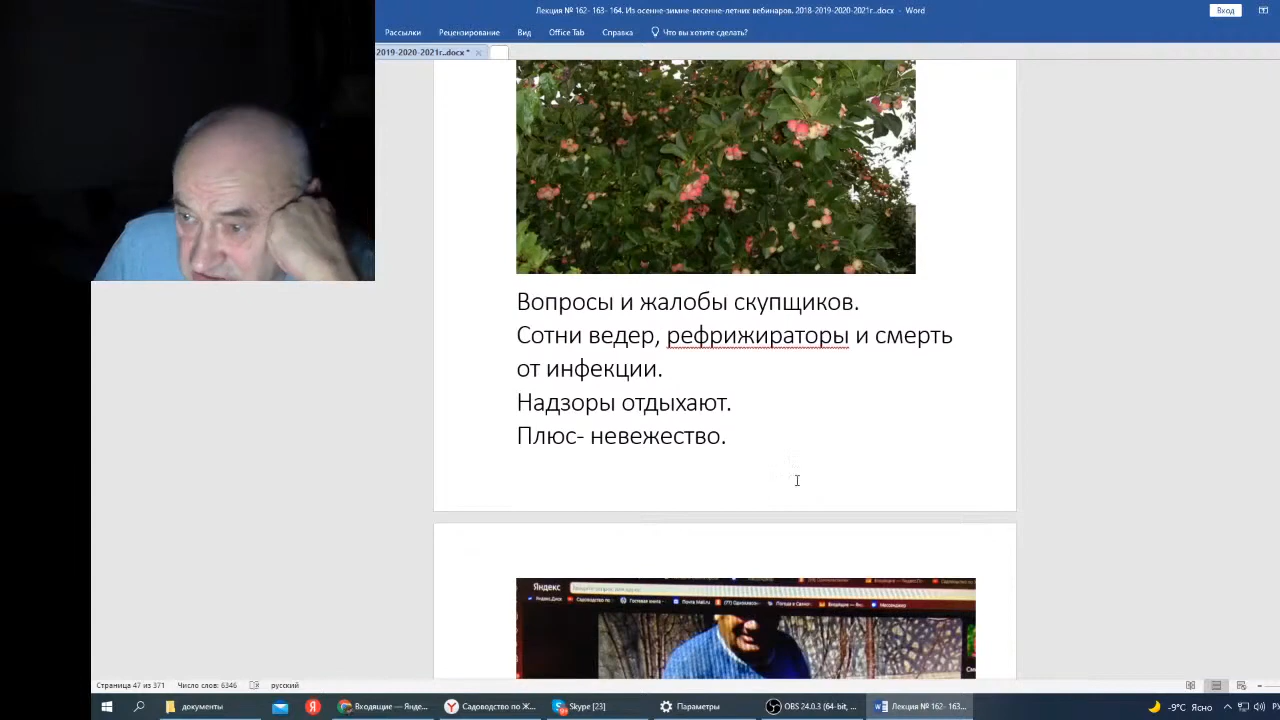 Лекция № 162- 163- 164. Из осенне-зимне-весенне-летних вебинаров. 2018-2019-2020-2021г..docx - Word
Вход
Рассылки Рецензирование Вид Office Tab Справка Что вы хотите сделать?
2019-2020-2021г..docx *
Вопросы и жалобы скупщиков.
Сотни ведер, рефрижираторы и смерть
от инфекции.
Надзоры отдыхают.
Плюс- невежество.
Яндекс
Страница 47 из 371 Число слов: 6346 русский
документы Входящие — Янде... Садоводство по Ж... Skype [23] Параметры OBS 24.0.3 (64-bit, ... Лекция № 162- 163... -9°C Ясно